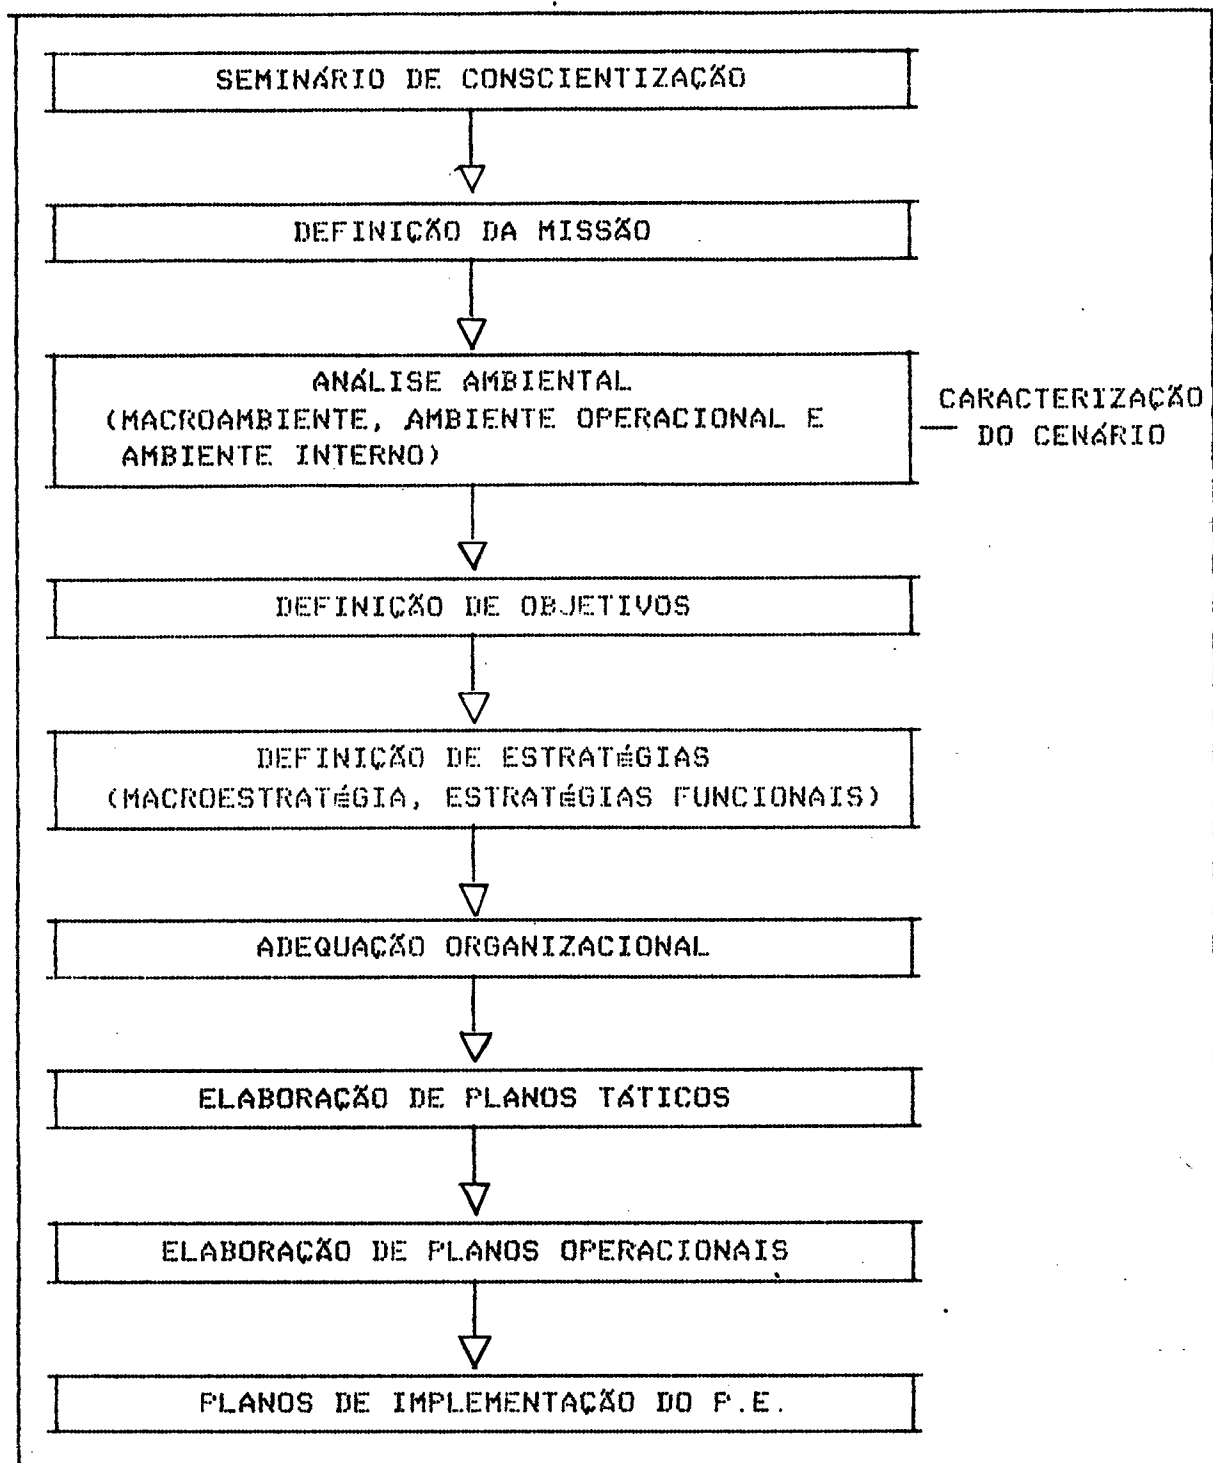 SEMINÁRIO DE CONSCIENTIZAÇÃO
DEFINIÇÃO DA MISSÃO
ANÁLISE AMBIENTAL
(MACROAMBIENTE, AMBIENTE OPERACIONAL E
AMBIENTE INTERNO)
CARACTERIZAÇÃO
DO CENÁRIO
DEFINIÇÃO DE OBJETIVOS
DEFINIÇÃO DE ESTRATÉGIAS
(MACROESTRATÉGIA, ESTRATÉGIAS FUNCIONAIS)
ADEQUAÇÃO ORGANIZACIONAL
ELABORAÇÃO DE PLANOS TÁTICOS
ELABORAÇÃO DE PLANOS OPERACIONAIS
PLANOS DE IMPLEMENTAÇÃO DO P.E.